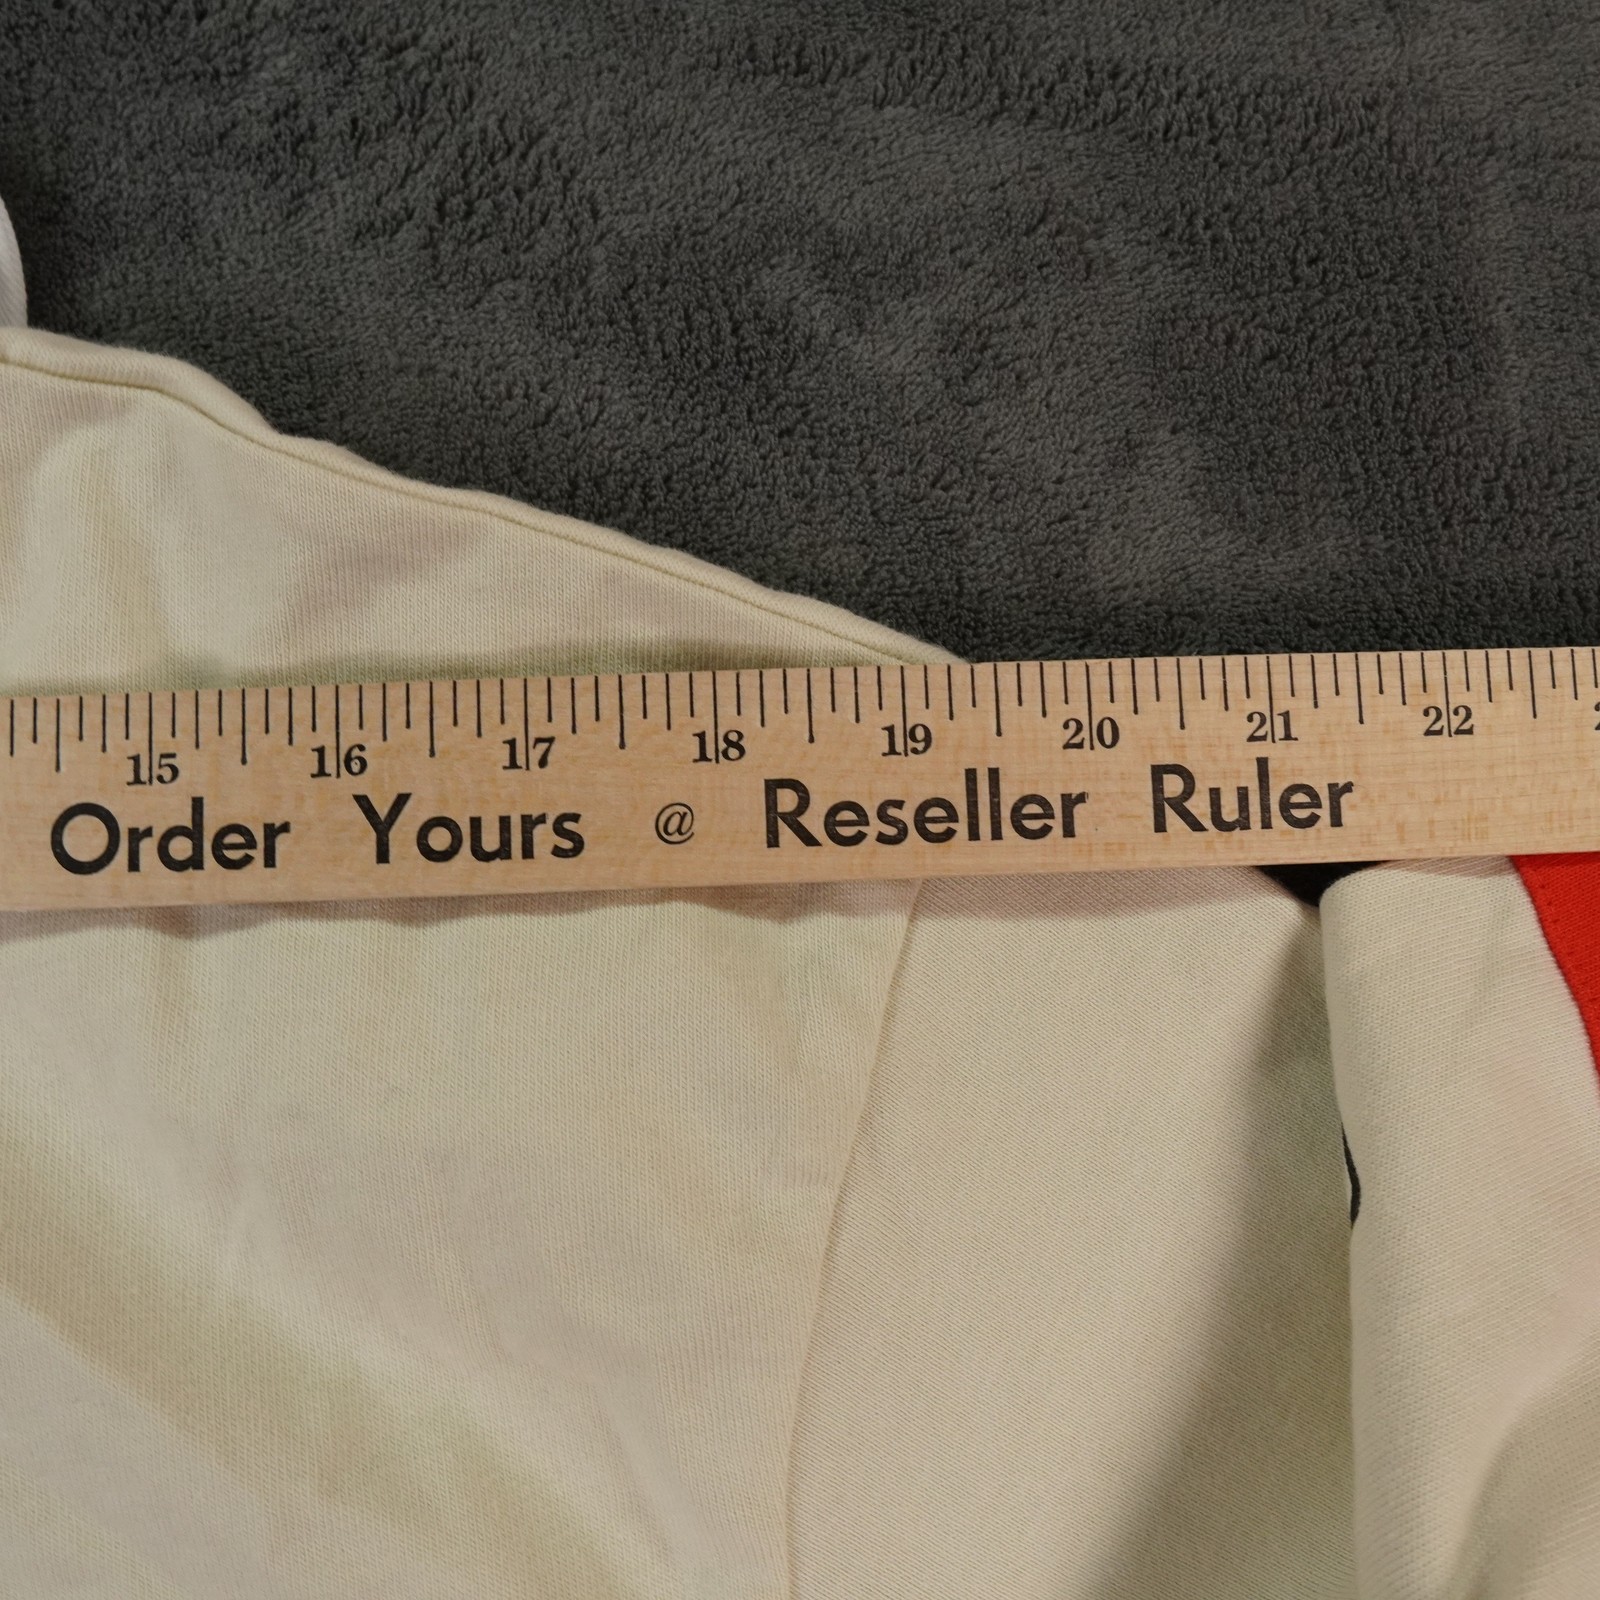 15 16 17 18 19 20 21 22
Order Yours @ Reseller Ruler